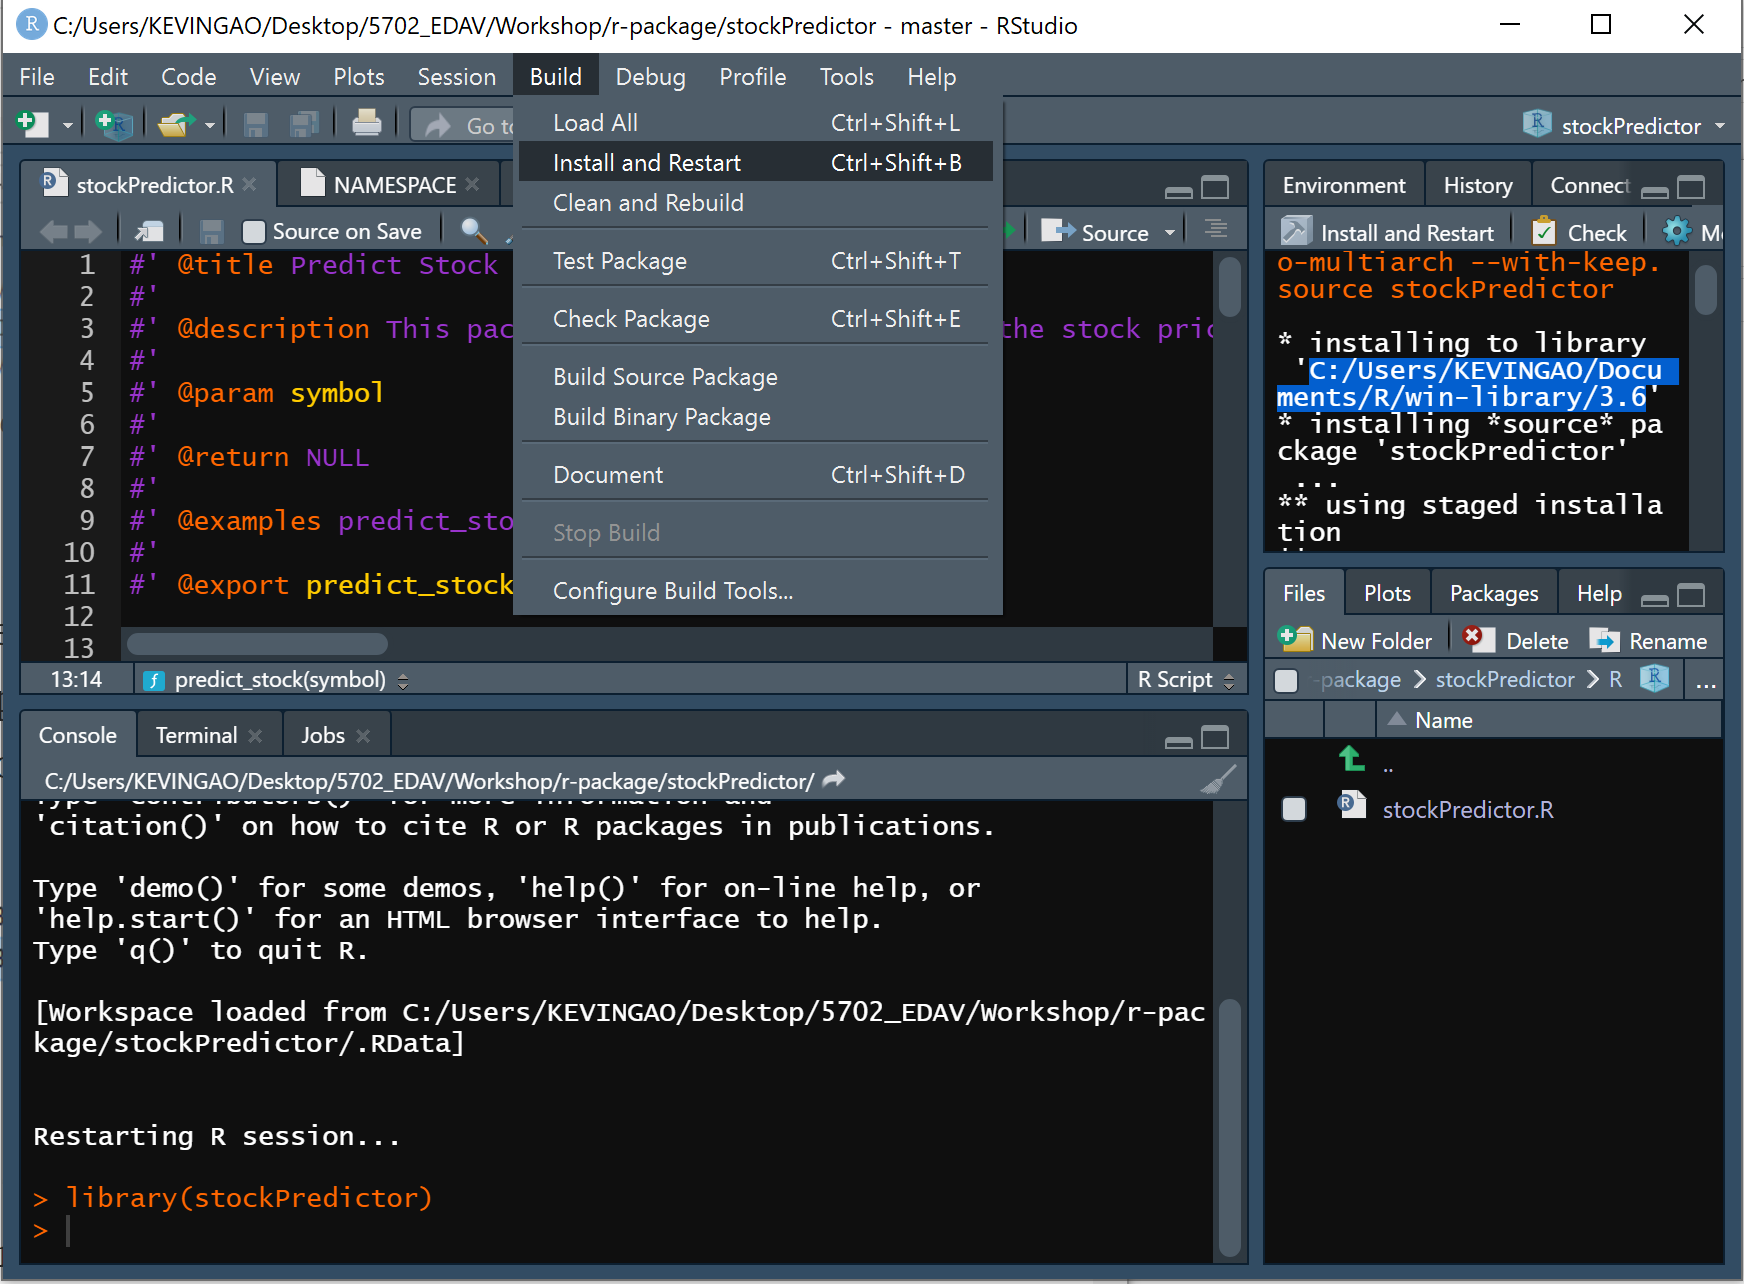 C:/Users/KEVINGAO/Desktop/5702_EDAV/Workshop/r-package/stockPredictor - master - RStudio
File Edit Code View Plots Session Build Debug Profile Tools Help
Go to
stockPredictor
Load All Ctrl+Shift+L
Install and Restart Ctrl+Shift+B
Clean and Rebuild
Test Package Ctrl+Shift+T
Check Package Ctrl+Shift+E
Build Source Package
Build Binary Package
Document Ctrl+Shift+D
Stop Build
Configure Build Tools...
stockPredictor.R NAMESPACE
Source on Save Source
1 #' @title Predict Stock
2 #'
3 #' @description This pac the stock pric
4 #'
5 #' @param symbol
6 #'
7 #' @return NULL
8 #'
9 #' @examples predict_sto
10 #'
11 #' @export predict_stock
12
13
13:14 predict_stock(symbol) R Script
Console Terminal Jobs
C:/Users/KEVINGAO/Desktop/5702_EDAV/Workshop/r-package/stockPredictor/
Type 'contributors()' for more information and
'citation()' on how to cite R or R packages in publications.
Type 'demo()' for some demos, 'help()' for on-line help, or
'help.start()' for an HTML browser interface to help.
Type 'q()' to quit R.
[Workspace loaded from C:/Users/KEVINGAO/Desktop/5702_EDAV/Workshop/r-pac
kage/stockPredictor/.RData]
Restarting R session...
> library(stockPredictor)
>
Environment History Connect
Install and Restart Check Mo
o-multiarch --with-keep.
source stockPredictor
* installing to library
'C:/Users/KEVINGAO/Docu
ments/R/win-library/3.6'
* installing *source* pa
ckage 'stockPredictor'
...
** using staged installa
tion
Files Plots Packages Help
New Folder Delete Rename
r-package > stockPredictor > R ...
Name
..
stockPredictor.R